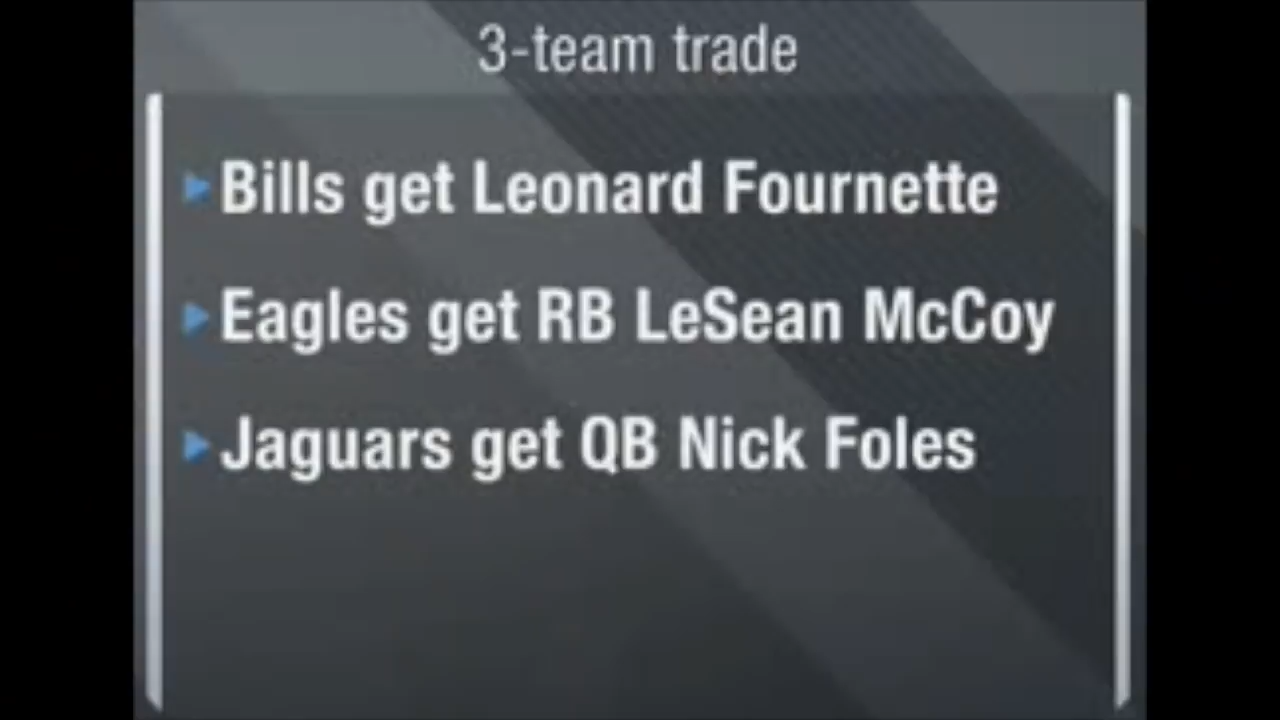 3-team trade
Bills get Leonard Fournette
Eagles get RB LeSean McCoy
Jaguars get QB Nick Foles